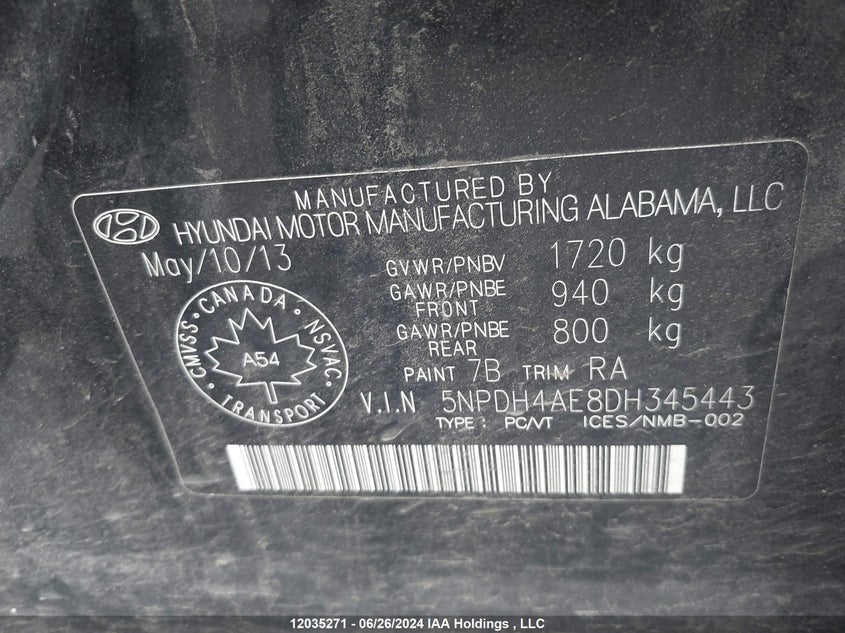 MANUFACTURED BY
HYUNDAI MOTOR MANUFACTURING ALABAMA, LLC
May/10/13
GVWR/PNBV 1720 kg
GAWR/PNBE FRONT 940 kg
GAWR/PNBE REAR 800 kg
PAINT 7B TRIM RA
CANADA · NSVAC · TRANSPORT · CMVSS ·
A54
V.I.N 5NPDH4AE8DH345443
TYPE : PC/VT ICES/NMB-002
12035271 - 06/26/2024 IAA Holdings , LLC